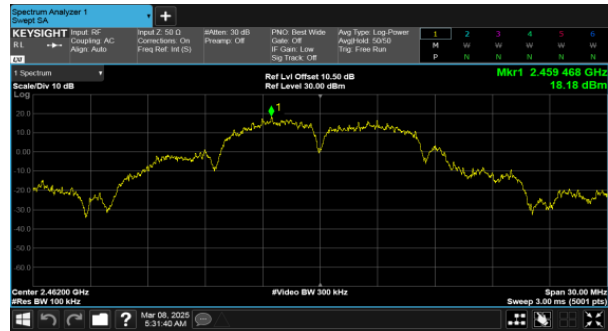 Spectrum Analyzer 1
Swept SA
+
KEYSIGHT
RL
Input: RF
Coupling: AC
Align: Auto
Input Z: 50 Ω
Corrections: On
Freq Ref: Int (S)
#Atten: 30 dB
Preamp: Off
PNO: Best Wide
Gate: Off
IF Gain: Low
Sig Track: Off
Avg Type: Log-Power
Avg|Hold: 50/50
Trig: Free Run
1 2 3 4 5 6
M W W W W W
P N N N N N
LXI
1 Spectrum
Scale/Div 10 dB
Log
Ref Lvl Offset 10.50 dB
Ref Level 30.00 dBm
Mkr1 2.459 468 GHz
18.18 dBm
1
20.0
10.0
0.00
-10.0
-20.0
-30.0
-40.0
-50.0
-60.0
Center 2.46200 GHz
#Res BW 100 kHz
#Video BW 300 kHz
Span 30.00 MHz
Sweep 3.00 ms (5001 pts)
?
Mar 08, 2025
5:31:40 AM